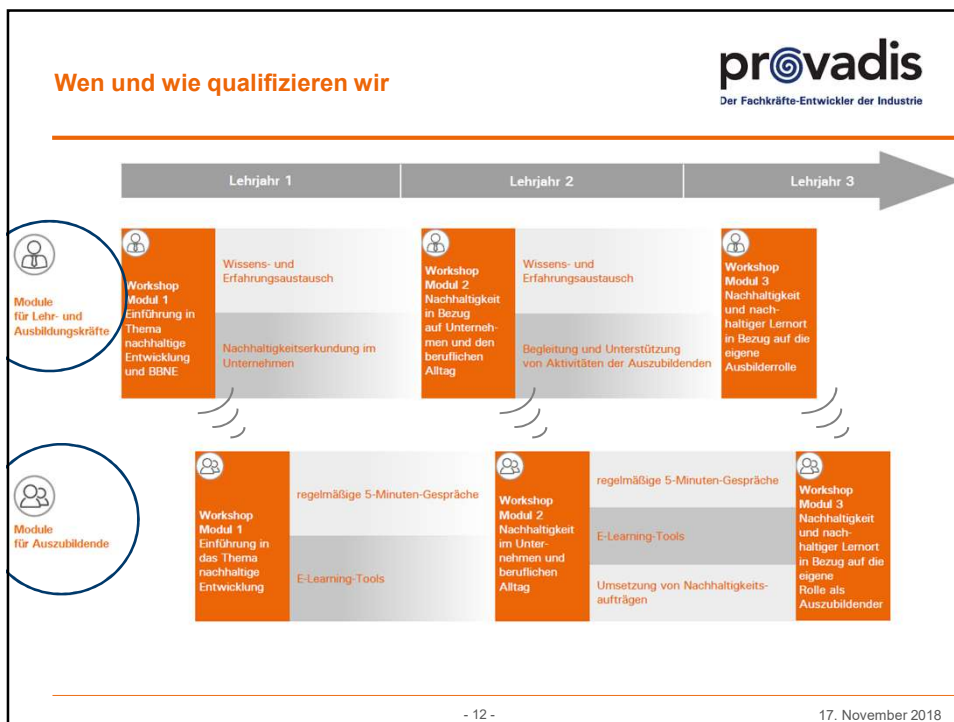 Wen und wie qualifizieren wir
provadis
Der Fachkräfte-Entwickler der Industrie
Lehrjahr 1
Lehrjahr 2
Lehrjahr 3
Module
für Lehr- und
Ausbildungskräfte
Workshop
Modul 1
Einführung in
Thema
nachhaltige
Entwicklung
und BBNE
Wissens- und
Erfahrungsaustausch
Nachhaltigkeitserkundung im
Unternehmen
Workshop
Modul 2
Nachhaltigkeit
in Bezug
auf Unterneh-
men und den
beruflichen
Alltag
Wissens- und
Erfahrungsaustausch
Begleitung und Unterstützung
von Aktivitäten der Auszubildenden
Workshop
Modul 3
Nachhaltigkeit
und nach-
haltiger Lernort
in Bezug auf die
eigene
Ausbilderrolle
Module
für Auszubildende
Workshop
Modul 1
Einführung in
das Thema
nachhaltige
Entwicklung
regelmäßige 5-Minuten-Gespräche
E-Learning-Tools
Workshop
Modul 2
Nachhaltigkeit
im Unter-
nehmen und
beruflichen
Alltag
regelmäßige 5-Minuten-Gespräche
E-Learning-Tools
Umsetzung von Nachhaltigkeits-
aufträgen
Workshop
Modul 3
Nachhaltigkeit
und nach-
haltiger Lernort
in Bezug auf die
eigene
Rolle als
Auszubildender
- 12 -
17. November 2018